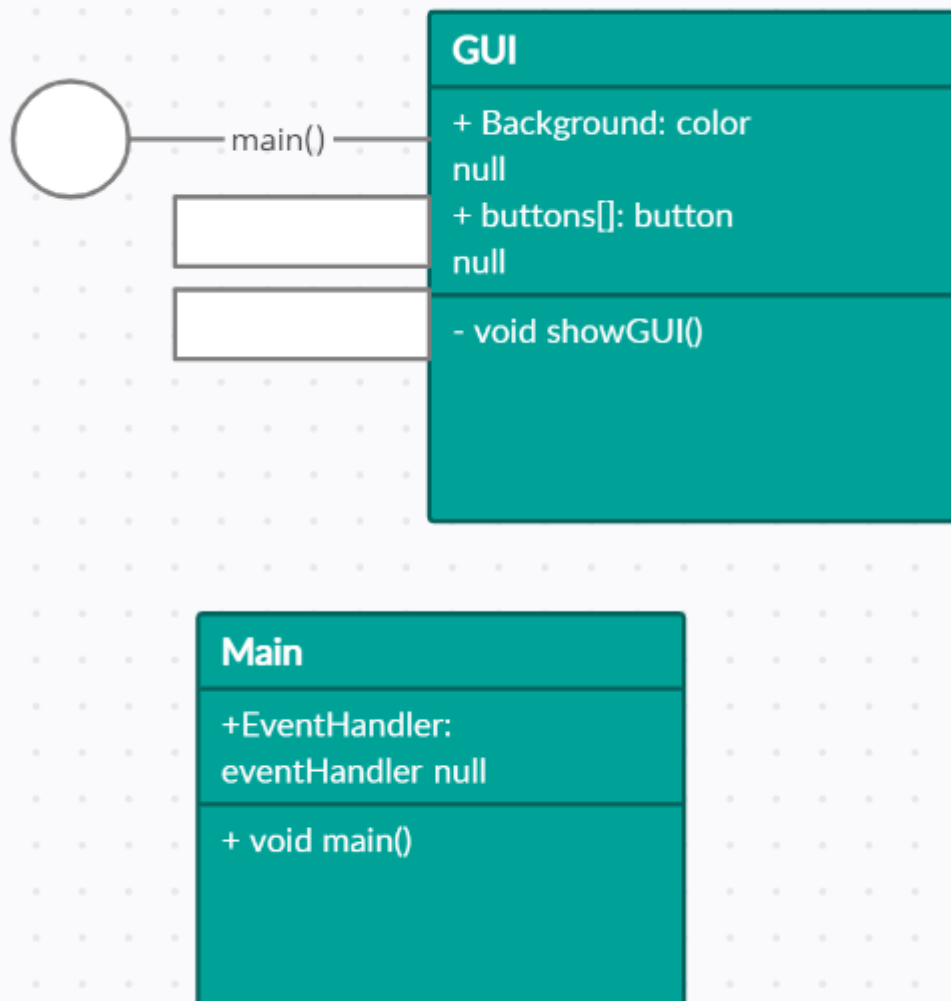 GUI
main()
+ Background: color
null
+ buttons[]: button
null
- void showGUI()
Main
+EventHandler:
eventHandler null
+ void main()